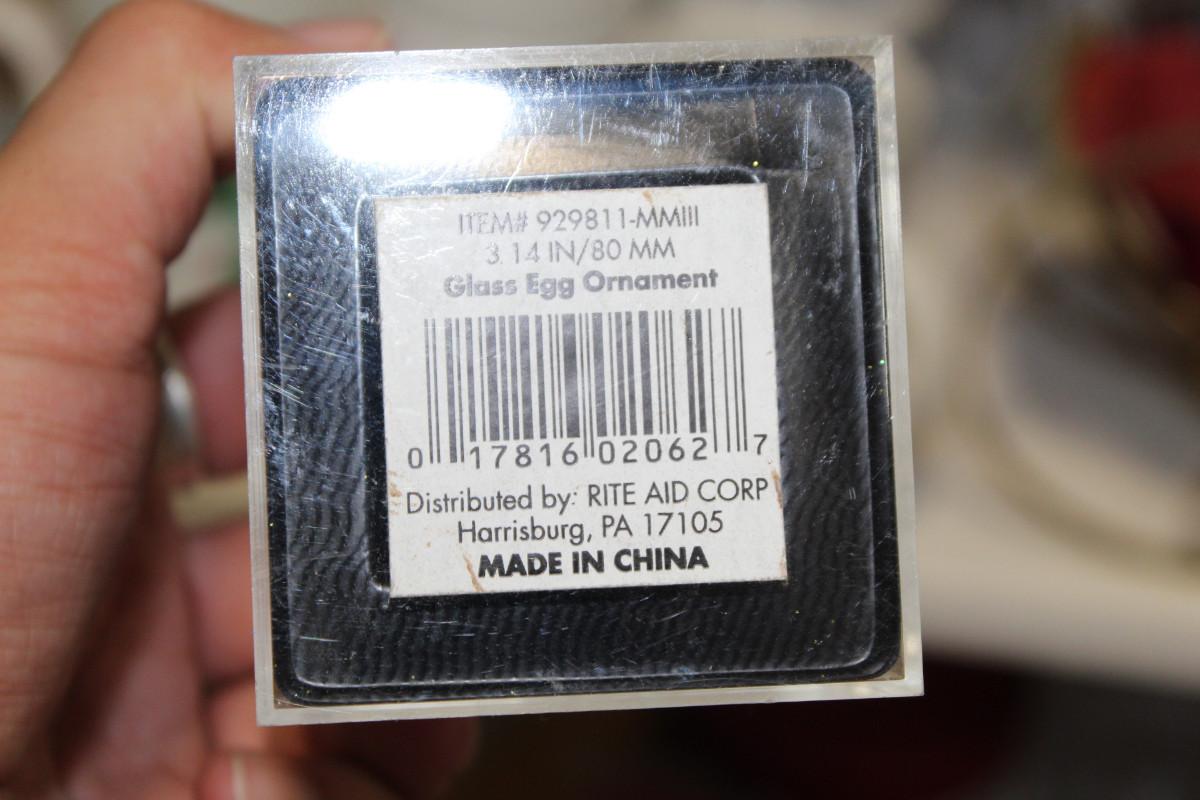 ITEM# 929811-MMIII
3.14 IN/80 MM
Glass Egg Ornament
0 17816 02062 7
Distributed by: RITE AID CORP
Harrisburg, PA 17105
MADE IN CHINA